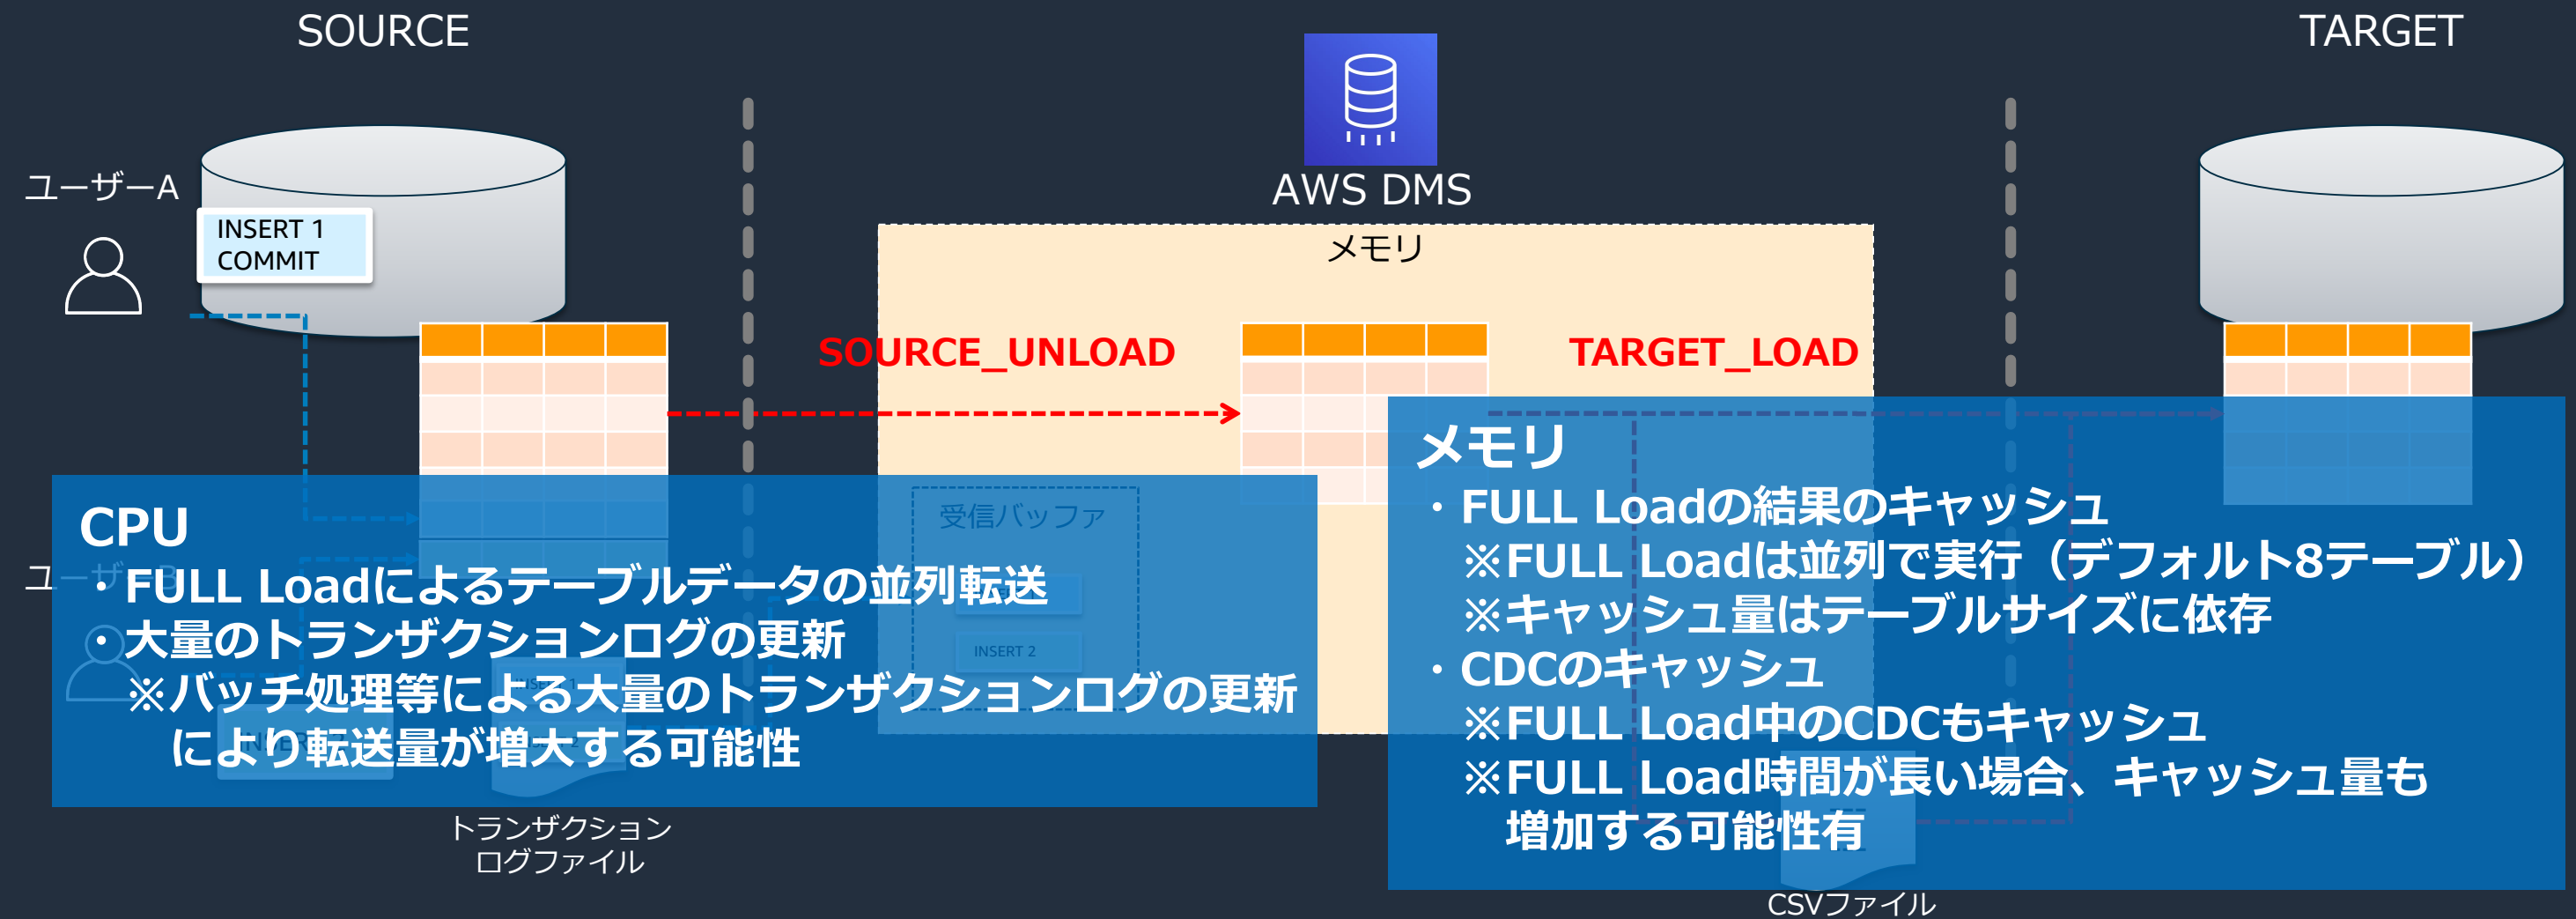 SOURCE
TARGET
AWS DMS
ユーザーA
INSERT 1
COMMIT
メモリ
SOURCE_UNLOAD
TARGET_LOAD
CPU
・FULL Loadによるテーブルデータの並列転送
・大量のトランザクションログの更新
※バッチ処理等による大量のトランザクションログの更新
により転送量が増大する可能性
受信バッファ
INSERT 2
ユーザーB
トランザクション
ログファイル
メモリ
・FULL Loadの結果のキャッシュ
※FULL Loadは並列で実行（デフォルト8テーブル）
※キャッシュ量はテーブルサイズに依存
・CDCのキャッシュ
※FULL Load中のCDCもキャッシュ
※FULL Load時間が長い場合、キャッシュ量も
増加する可能性有
CSVファイル